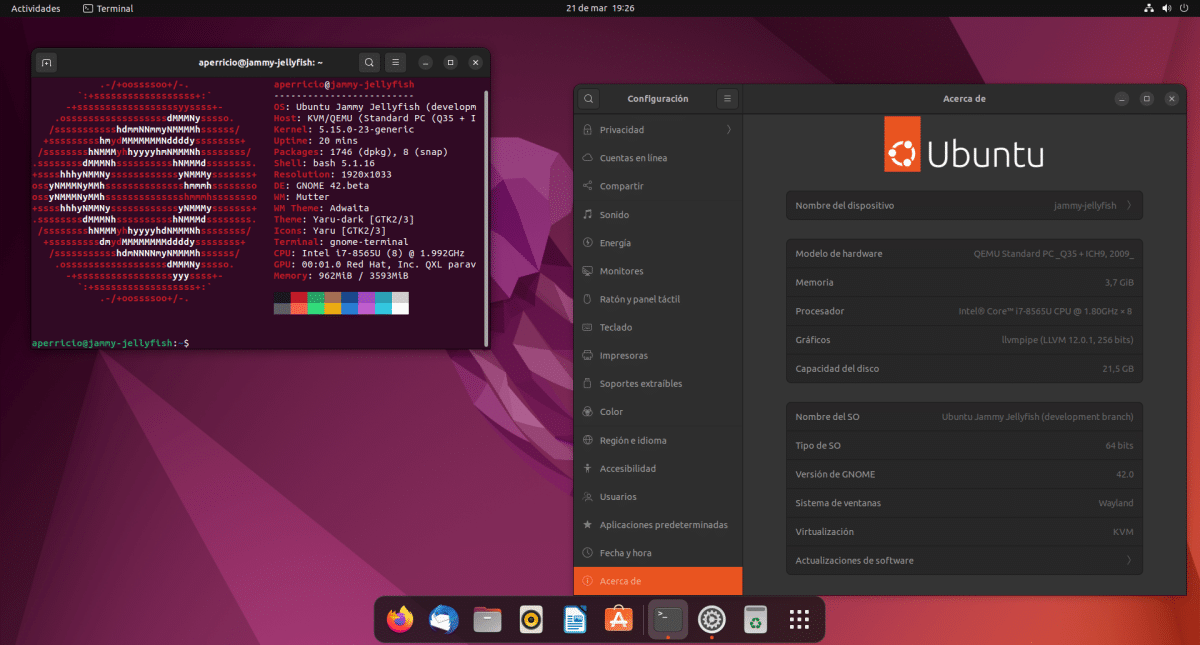 Actividades
Terminal
21 de mar 19:26
aperricio@jammy-jellyfish: ~
.-/+oossssoo+/-.
aperricio@jammy-jellyfish
-------------------------
OS: Ubuntu Jammy Jellyfish (developm
Host: KVM/QEMU (Standard PC (Q35 + I
Kernel: 5.15.0-23-generic
Uptime: 20 mins
Packages: 1746 (dpkg), 8 (snap)
Shell: bash 5.1.16
Resolution: 1920x1033
DE: GNOME 42.beta
WM: Mutter
WM Theme: Adwaita
Theme: Yaru-dark [GTK2/3]
Icons: Yaru [GTK2/3]
Terminal: gnome-terminal
CPU: Intel i7-8565U (8) @ 1.992GHz
GPU: 00:01.0 Red Hat, Inc. QXL parav
Memory: 962MiB / 3593MiB
.-/+oossssoo+/-.
aperricio@jammy-jellyfish:~$
Configuración
Privacidad
Cuentas en línea
Compartir
Sonido
Energía
Monitores
Ratón y panel táctil
Teclado
Impresoras
Soportes extraíbles
Color
Región e idioma
Accesibilidad
Usuarios
Aplicaciones predeterminadas
Fecha y hora
Acerca de
Acerca de
Ubuntu
Nombre del dispositivo jammy-jellyfish
Modelo de hardware QEMU Standard PC _Q35 + ICH9, 2009_
Memoria 3,7 GiB
Procesador Intel® Core™ i7-8565U CPU @ 1.80GHz × 8
Gráficos llvmpipe (LLVM 12.0.1, 256 bits)
Capacidad del disco 21,5 GB
Nombre del SO Ubuntu Jammy Jellyfish (development branch)
Tipo de SO 64 bits
Versión de GNOME 42.0
Sistema de ventanas Wayland
Virtualización KVM
Actualizaciones de software